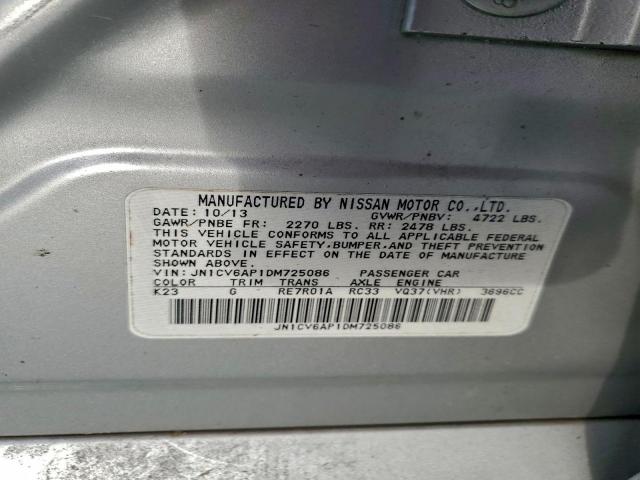 MANUFACTURED BY NISSAN MOTOR CO.,LTD.
DATE: 10/13 GVWR/PNBV: 4722 LBS.
GAWR/PNBE FR: 2270 LBS. RR: 2478 LBS.
THIS VEHICLE CONFORMS TO ALL APPLICABLE FEDERAL
MOTOR VEHICLE SAFETY,BUMPER,AND THEFT PREVENTION
STANDARDS IN EFFECT ON THE DATE OF MANUFACTURE
SHOWN ABOVE.
VIN: JN1CV6AP1DM725086 PASSENGER CAR
COLOR TRIM TRANS AXLE ENGINE
K23 G RE7R01A RC33 VQ37(VHR) 3696CC
JN1CV6AP1DM725086